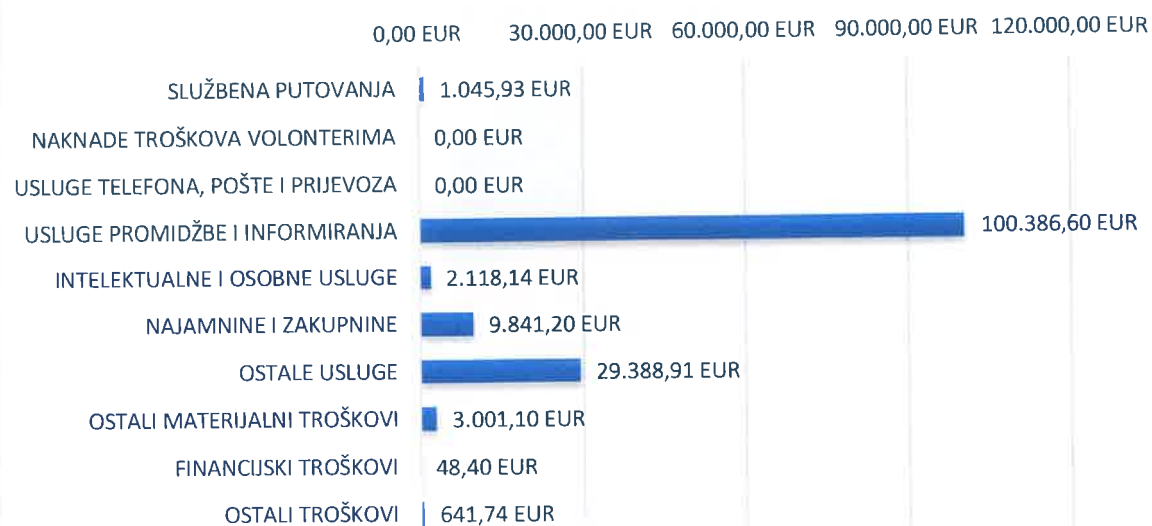 0,00 EUR 30.000,00 EUR 60.000,00 EUR 90.000,00 EUR 120.000,00 EUR
SLUŽBENA PUTOVANJA 1.045,93 EUR
NAKNADE TROŠKOVA VOLONTERIMA 0,00 EUR
USLUGE TELEFONA, POŠTE I PRIJEVOZA 0,00 EUR
USLUGE PROMIDŽBE I INFORMIRANJA 100.386,60 EUR
INTELEKTUALNE I OSOBNE USLUGE 2.118,14 EUR
NAJAMNINE I ZAKUPNINE 9.841,20 EUR
OSTALE USLUGE 29.388,91 EUR
OSTALI MATERIJALNI TROŠKOVI 3.001,10 EUR
FINANCIJSKI TROŠKOVI 48,40 EUR
OSTALI TROŠKOVI 641,74 EUR